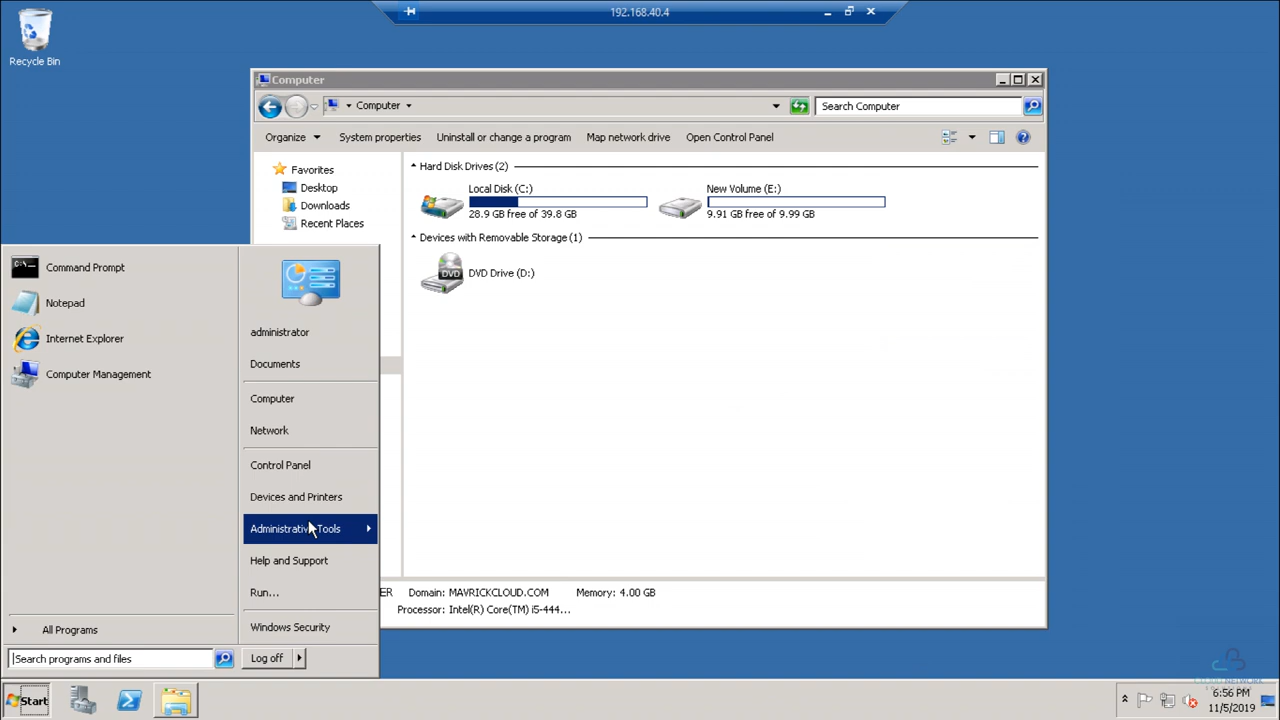 192.168.40.4
Recycle Bin
Computer
Computer
Search Computer
Organize
System properties
Uninstall or change a program
Map network drive
Open Control Panel
Favorites
Desktop
Downloads
Recent Places
Hard Disk Drives (2)
Local Disk (C:)
28.9 GB free of 39.8 GB
New Volume (E:)
9.91 GB free of 9.99 GB
Devices with Removable Storage (1)
DVD
DVD Drive (D:)
ER Domain: MAVRICKCLOUD.COM Memory: 4.00 GB
Processor: Intel(R) Core(TM) i5-444...
Command Prompt
Notepad
Internet Explorer
Computer Management
All Programs
Search programs and files
administrator
Documents
Computer
Network
Control Panel
Devices and Printers
Administrative Tools
Help and Support
Run...
Windows Security
Log off
Start
6:56 PM
11/5/2019